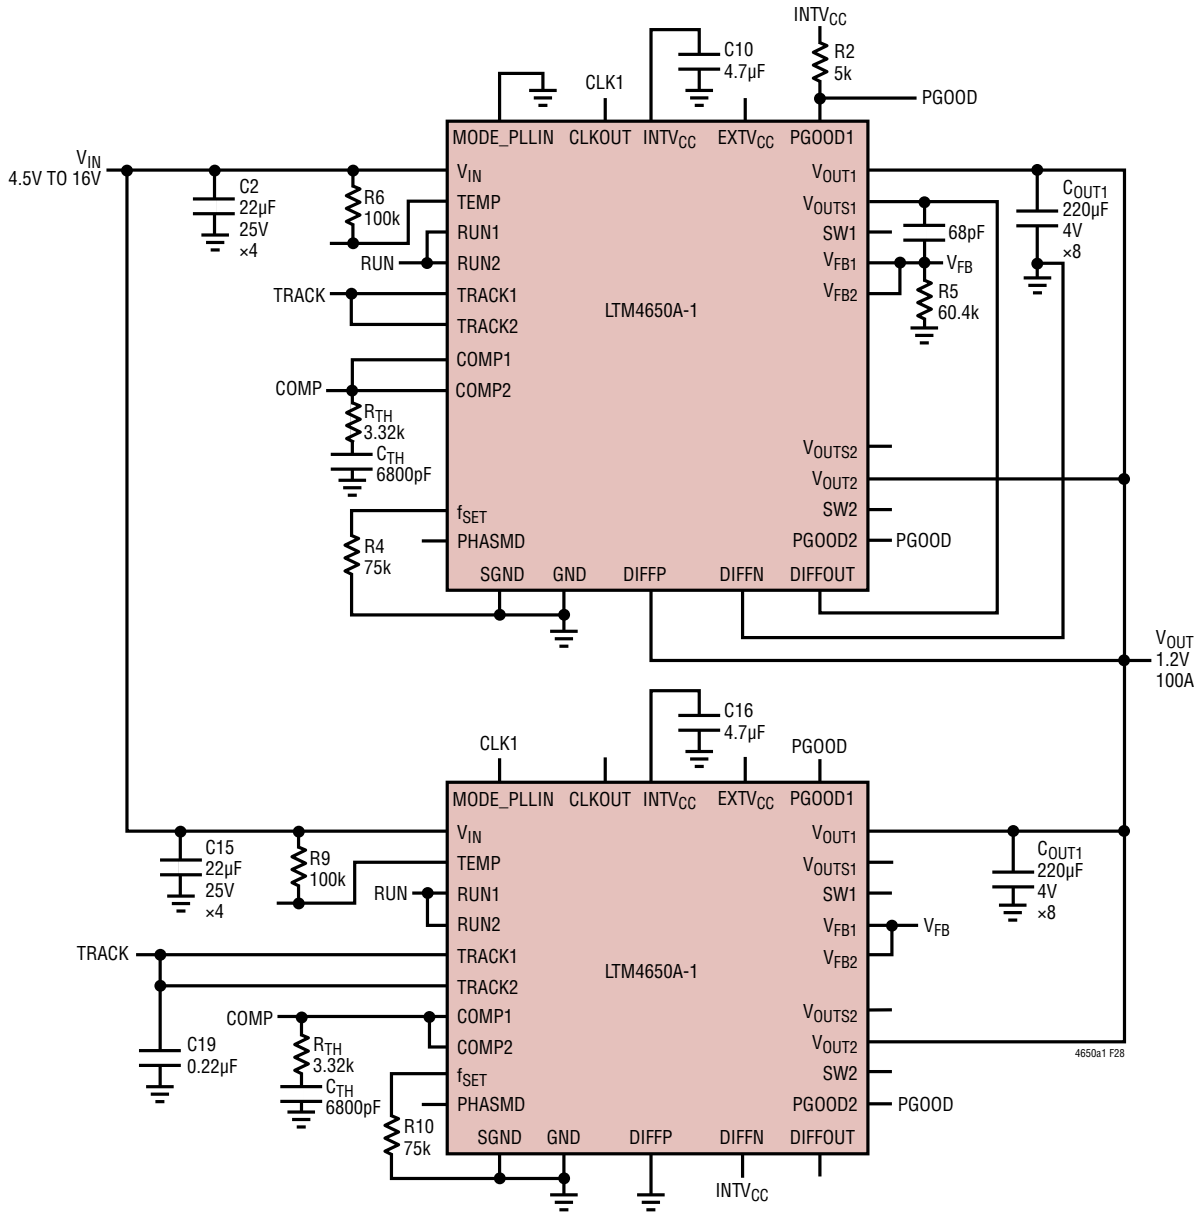 INTVCC
R2
5k
PGOOD
C10
4.7µF
CLK1
MODE_PLLIN CLKOUT INTVCC EXTVCC PGOOD1
VIN
4.5V TO 16V
C2
22µF
25V
×4
R6
100k
RUN
TRACK
COMP
RTH
3.32k
CTH
6800pF
R4
75k
VIN
TEMP
RUN1
RUN2
TRACK1
TRACK2
COMP1
COMP2
fSET
PHASMD
LTM4650A-1
VOUT1
VOUTS1
SW1
VFB1
VFB2
VOUTS2
VOUT2
SW2
PGOOD2
PGOOD
SGND GND DIFFP DIFFN DIFFOUT
68pF
VFB
R5
60.4k
COUT1
220µF
4V
×8
VOUT
1.2V
100A
C16
4.7µF
CLK1
PGOOD
MODE_PLLIN CLKOUT INTVCC EXTVCC PGOOD1
C15
22µF
25V
×4
R9
100k
RUN
TRACK
C19
0.22µF
COMP
RTH
3.32k
CTH
6800pF
R10
75k
VIN
TEMP
RUN1
RUN2
TRACK1
TRACK2
COMP1
COMP2
fSET
PHASMD
LTM4650A-1
VOUT1
VOUTS1
SW1
VFB1
VFB2
VOUTS2
VOUT2
SW2
PGOOD2
PGOOD
SGND GND DIFFP DIFFN DIFFOUT
INTVCC
VFB
COUT1
220µF
4V
×8
4650a1 F28